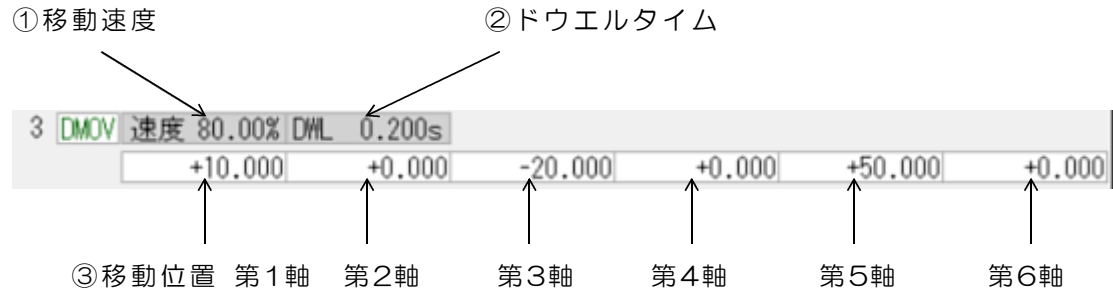 ①移動速度 ②ドウエルタイム
3 DMOV 速度 80.00% DWL 0.200s
+10.000 +0.000 -20.000 +0.000 +50.000 +0.000
③移動位置 第1軸 第2軸 第3軸 第4軸 第5軸 第6軸